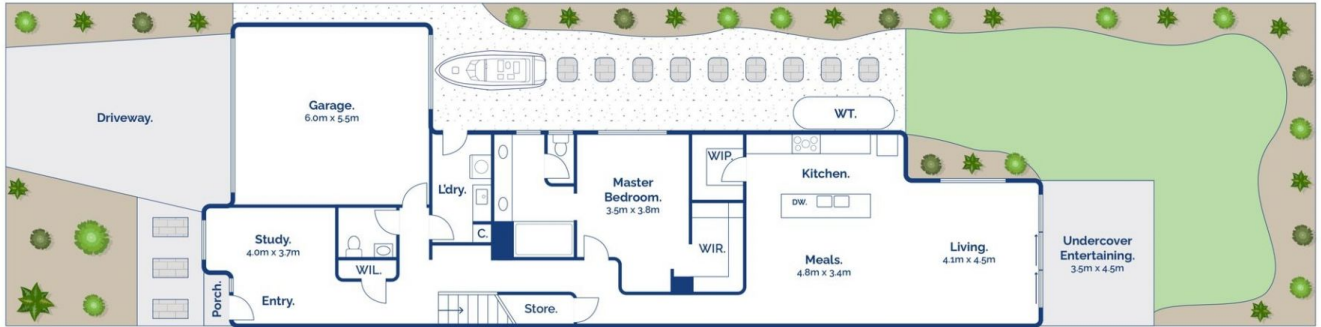 Driveway.
Garage.
6.0m x 5.5m
WT.
WIP.
Kitchen.
L'dry.
Master
Bedroom.
3.5m x 3.8m
DW.
C.
Study.
4.0m x 3.7m
WIR.
Living.
4.1m x 4.5m
Undercover
Entertaining.
3.5m x 4.5m
Meals.
4.8m x 3.4m
WIL.
Porch.
Entry.
Store.